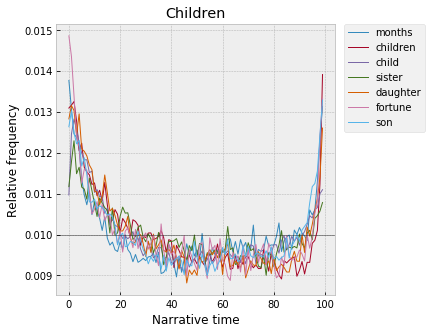 Children
0.015
0.014
0.013
0.012
0.011
0.010
0.009
Relative frequency
0 20 40 60 80 100
Narrative time
months
children
child
sister
daughter
fortune
son